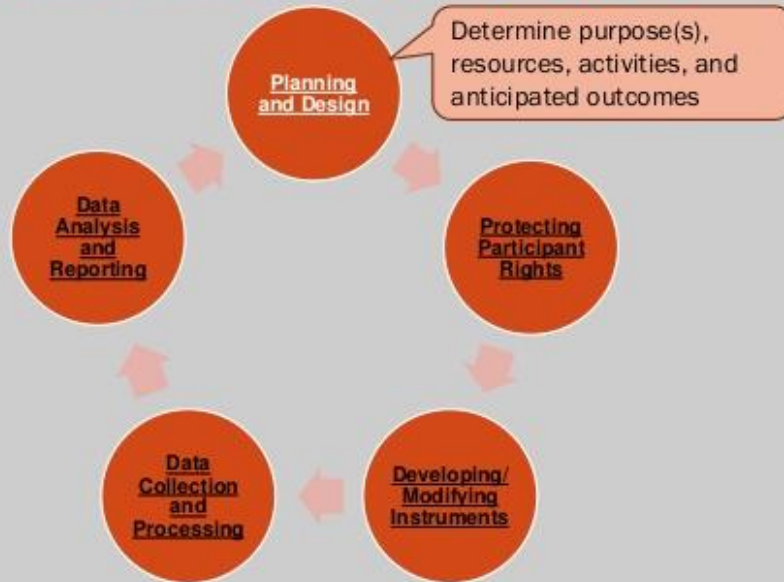 Determine purpose(s),
resources, activities, and
anticipated outcomes
Planning
and Design
Protecting
Participant
Rights
Developing/
Modifying
Instruments
Data
Collection
and
Processing
Data
Analysis
and
Reporting